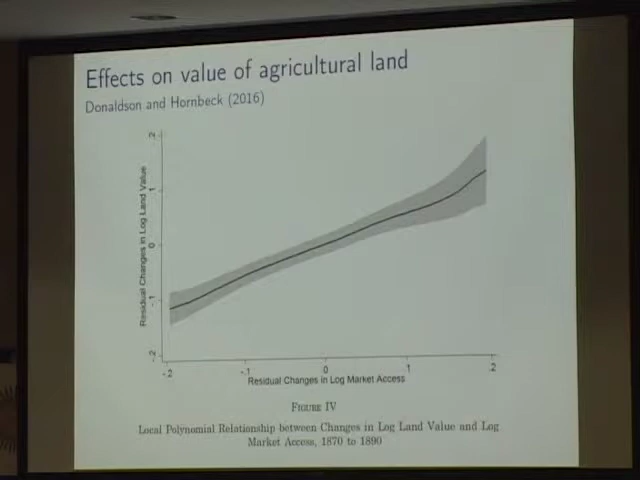 Effects on value of agricultural land
Donaldson and Hornbeck (2016)
Residual Changes in Log Land Value
.2
.1
0
-.1
-.2
-.2
-.1
0
.1
.2
Residual Changes in Log Market Access
FIGURE IV
Local Polynomial Relationship between Changes in Log Land Value and Log
Market Access, 1870 to 1890